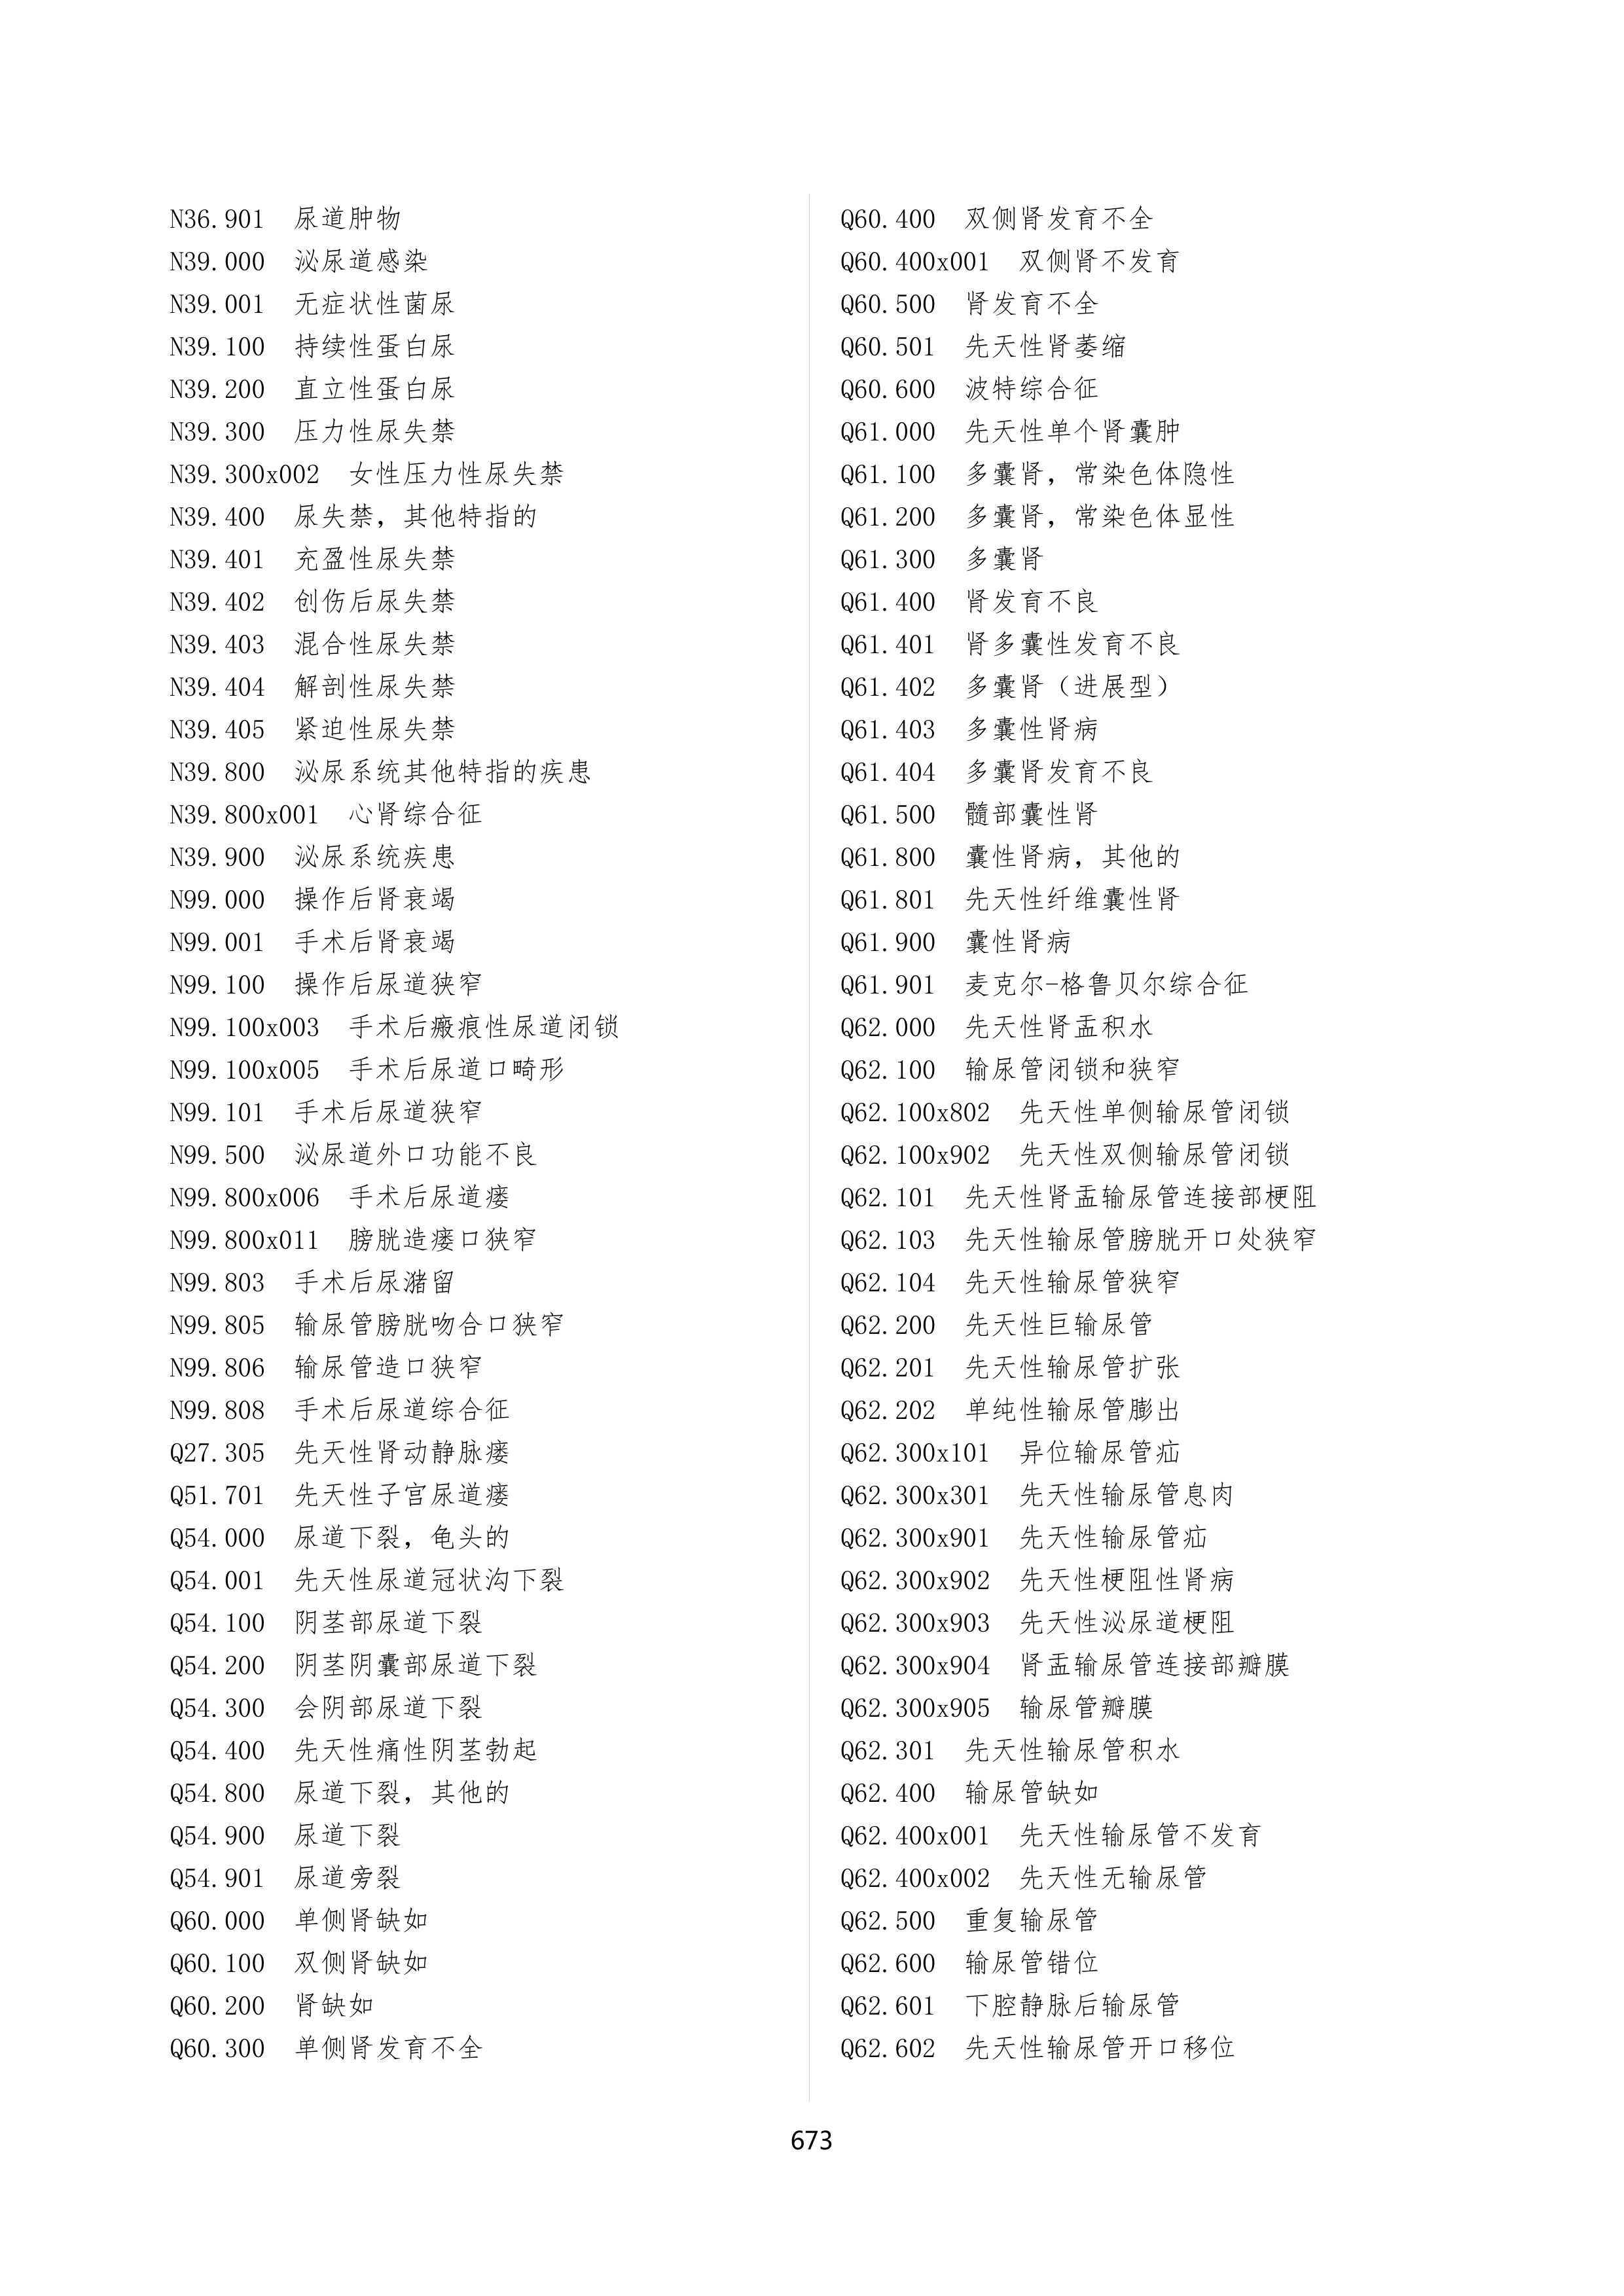 N36.901 尿道肿物
N39.000 泌尿道感染
N39.001 无症状性菌尿
N39.100 持续性蛋白尿
N39.200 直立性蛋白尿
N39.300 压力性尿失禁
N39.300x002 女性压力性尿失禁
N39.400 尿失禁，其他特指的
N39.401 充盈性尿失禁
N39.402 创伤后尿失禁
N39.403 混合性尿失禁
N39.404 解剖性尿失禁
N39.405 紧迫性尿失禁
N39.800 泌尿系统其他特指的疾患
N39.800x001 心肾综合征
N39.900 泌尿系统疾患
N99.000 操作后肾衰竭
N99.001 手术后肾衰竭
N99.100 操作后尿道狭窄
N99.100x003 手术后瘢痕性尿道闭锁
N99.100x005 手术后尿道口畸形
N99.101 手术后尿道狭窄
N99.500 泌尿道外口功能不良
N99.800x006 手术后尿道瘘
N99.800x011 膀胱造瘘口狭窄
N99.803 手术后尿潴留
N99.805 输尿管膀胱吻合口狭窄
N99.806 输尿管造口狭窄
N99.808 手术后尿道综合征
Q27.305 先天性肾动静脉瘘
Q51.701 先天性子宫尿道瘘
Q54.000 尿道下裂，龟头的
Q54.001 先天性尿道冠状沟下裂
Q54.100 阴茎部尿道下裂
Q54.200 阴茎阴囊部尿道下裂
Q54.300 会阴部尿道下裂
Q54.400 先天性痛性阴茎勃起
Q54.800 尿道下裂，其他的
Q54.900 尿道下裂
Q54.901 尿道旁裂
Q60.000 单侧肾缺如
Q60.100 双侧肾缺如
Q60.200 肾缺如
Q60.300 单侧肾发育不全
Q60.400 双侧肾发育不全
Q60.400x001 双侧肾不发育
Q60.500 肾发育不全
Q60.501 先天性肾萎缩
Q60.600 波特综合征
Q61.000 先天性单个肾囊肿
Q61.100 多囊肾，常染色体隐性
Q61.200 多囊肾，常染色体显性
Q61.300 多囊肾
Q61.400 肾发育不良
Q61.401 肾多囊性发育不良
Q61.402 多囊肾（进展型）
Q61.403 多囊性肾病
Q61.404 多囊肾发育不良
Q61.500 髓部囊性肾
Q61.800 囊性肾病，其他的
Q61.801 先天性纤维囊性肾
Q61.900 囊性肾病
Q61.901 麦克尔-格鲁贝尔综合征
Q62.000 先天性肾盂积水
Q62.100 输尿管闭锁和狭窄
Q62.100x802 先天性单侧输尿管闭锁
Q62.100x902 先天性双侧输尿管闭锁
Q62.101 先天性肾盂输尿管连接部梗阻
Q62.103 先天性输尿管膀胱开口处狭窄
Q62.104 先天性输尿管狭窄
Q62.200 先天性巨输尿管
Q62.201 先天性输尿管扩张
Q62.202 单纯性输尿管膨出
Q62.300x101 异位输尿管疝
Q62.300x301 先天性输尿管息肉
Q62.300x901 先天性输尿管疝
Q62.300x902 先天性梗阻性肾病
Q62.300x903 先天性泌尿道梗阻
Q62.300x904 肾盂输尿管连接部瓣膜
Q62.300x905 输尿管瓣膜
Q62.301 先天性输尿管积水
Q62.400 输尿管缺如
Q62.400x001 先天性输尿管不发育
Q62.400x002 先天性无输尿管
Q62.500 重复输尿管
Q62.600 输尿管错位
Q62.601 下腔静脉后输尿管
Q62.602 先天性输尿管开口移位
673